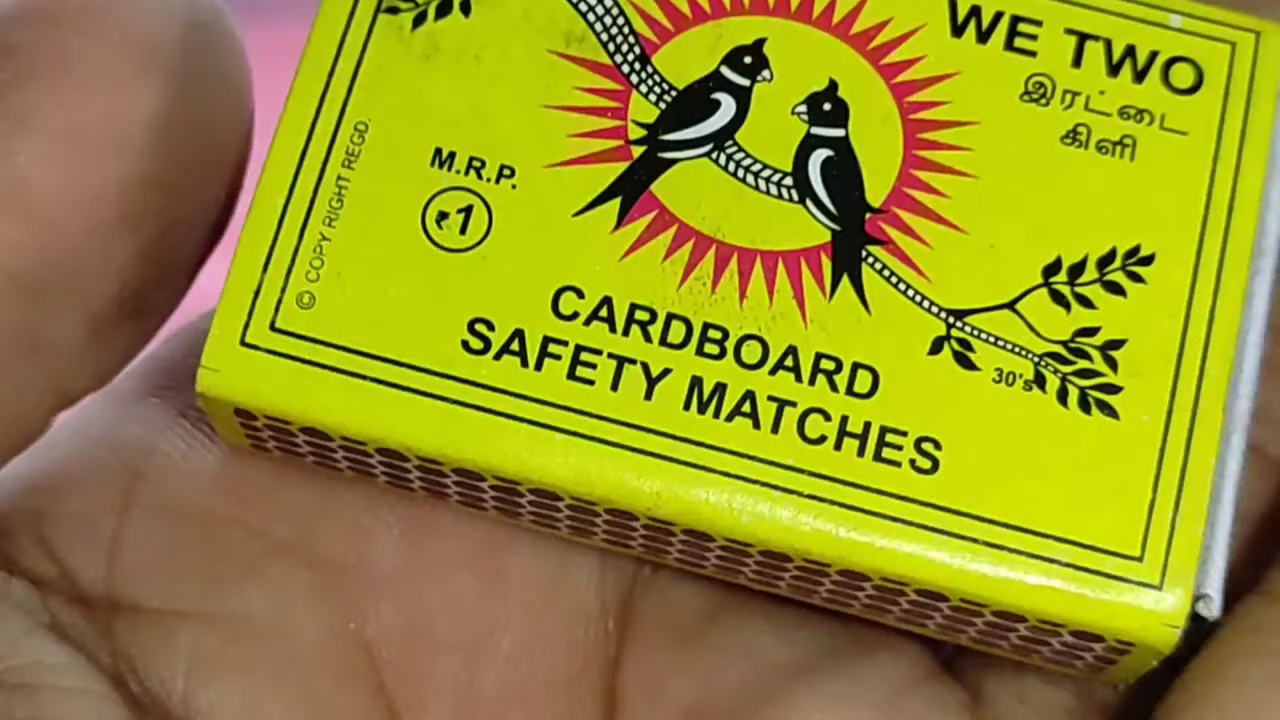 WE TWO
இரட்டை
கிளி
M.R.P.
₹1
© COPY RIGHT REGD.
CARDBOARD
SAFETY MATCHES
30's